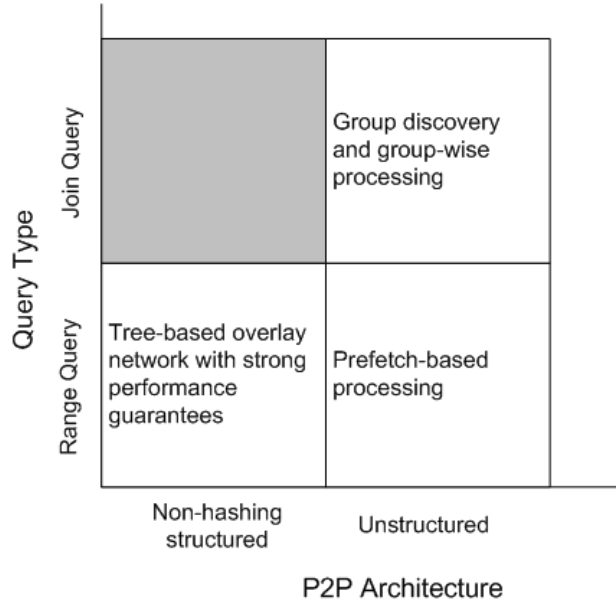 Query Type
Join Query
Range Query
Group discovery
and group-wise
processing
Tree-based overlay
network with strong
performance
guarantees
Prefetch-based
processing
Non-hashing
structured
Unstructured
P2P Architecture